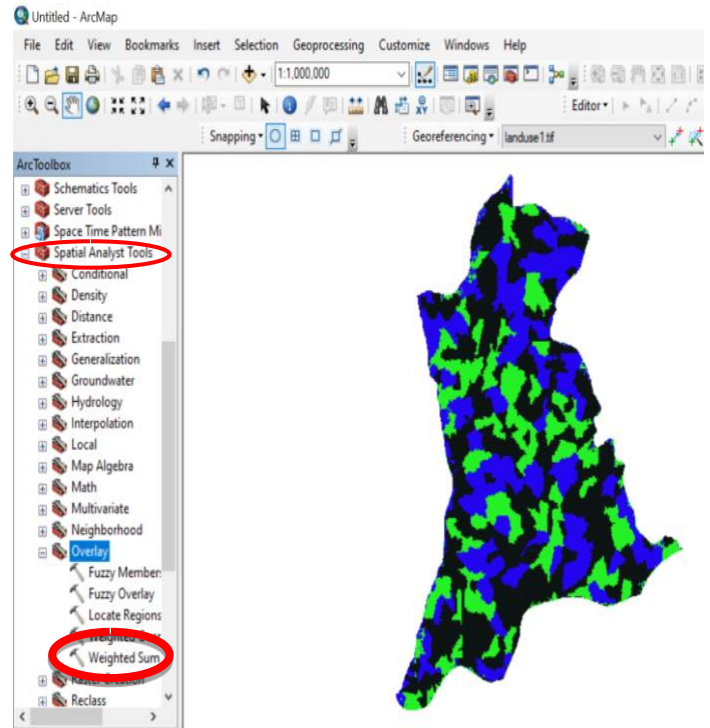 Untitled - ArcMap
File Edit View Bookmarks Insert Selection Geoprocessing Customize Windows Help
1:1,000,000
Editor
Snapping Georeferencing landuse1.tif
ArcToolbox
Schematics Tools
Server Tools
Space Time Pattern Mi
Spatial Analyst Tools
Conditional
Density
Distance
Extraction
Generalization
Groundwater
Hydrology
Interpolation
Local
Map Algebra
Math
Multivariate
Neighborhood
Overlay
Fuzzy Member
Fuzzy Overlay
Locate Regions
Weighted
Weighted Sum
Raster Creation
Reclass